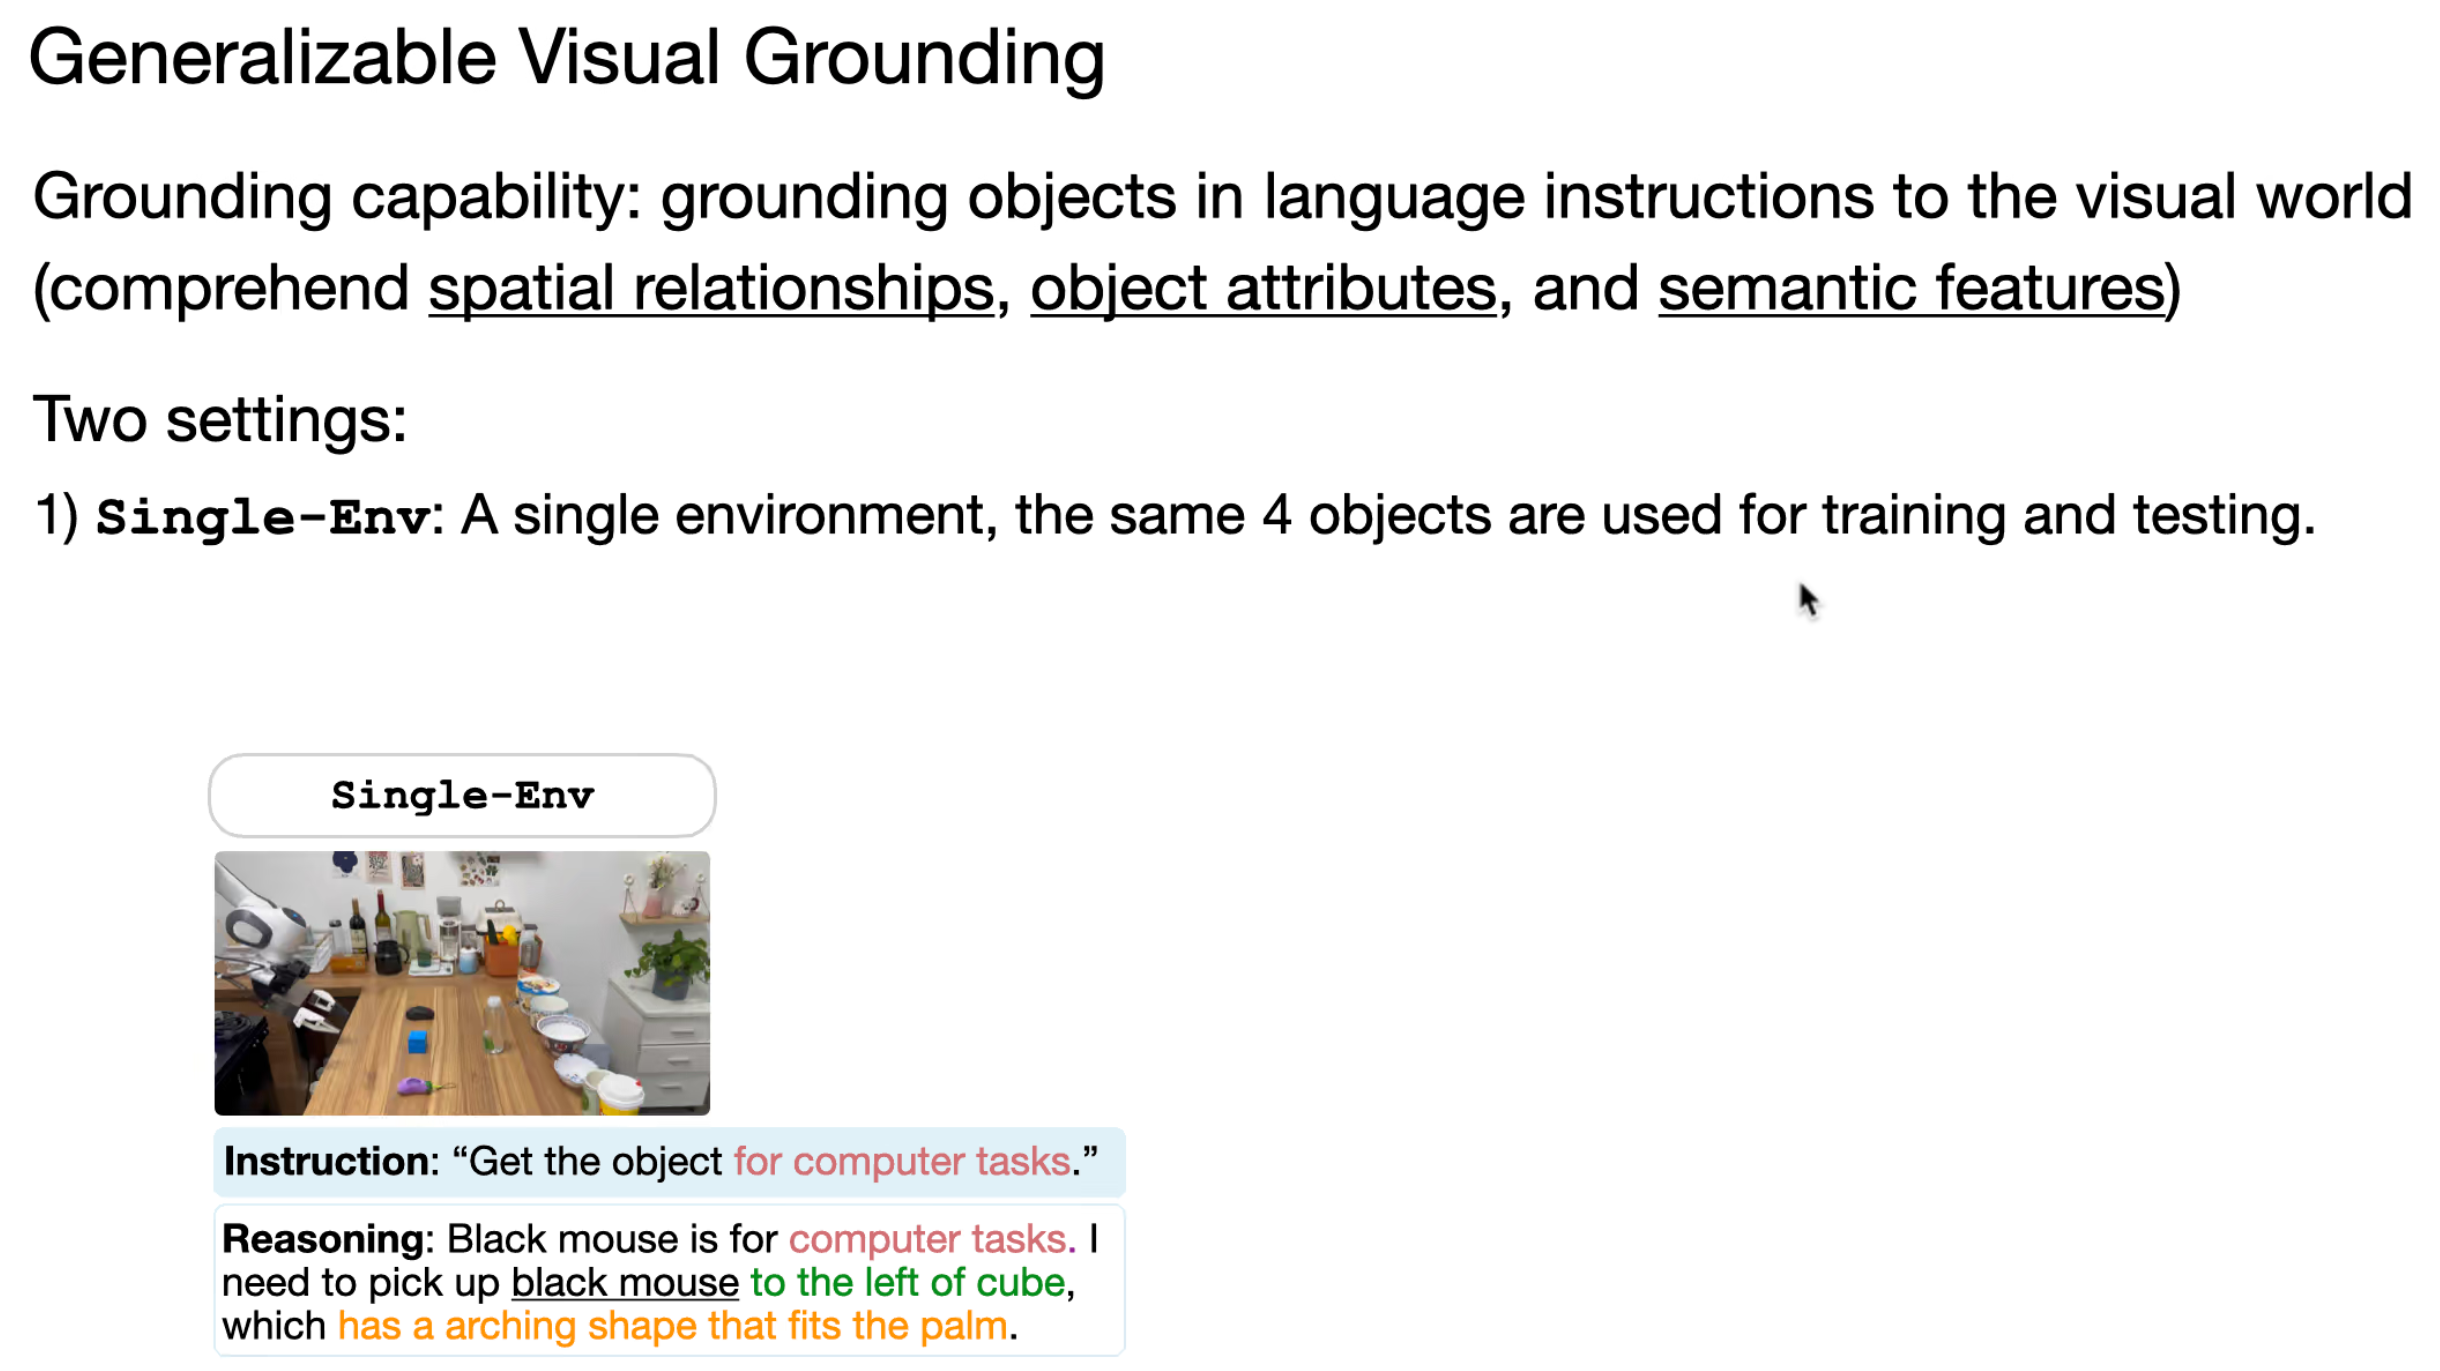 Generalizable Visual Grounding
Grounding capability: grounding objects in language instructions to the visual world
(comprehend spatial relationships, object attributes, and semantic features)
Two settings:
1) Single-Env: A single environment, the same 4 objects are used for training and testing.
Single-Env
Instruction: “Get the object for computer tasks.”
Reasoning: Black mouse is for computer tasks. I
need to pick up black mouse to the left of cube,
which has a arching shape that fits the palm.